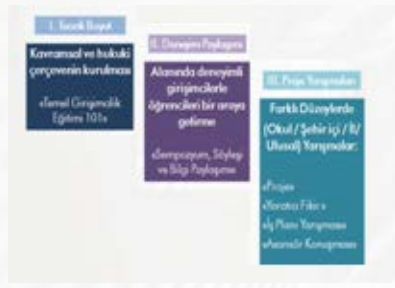 I. Teorik Boyut
Kavramsal ve hukuki
çerçevenin kurulması
«Temel Girişimcilik
Eğitimi 101»
II. Deneyim Paylaşımı
Alanında deneyimli
girişimcilerle
öğrencileri bir araya
getirme
«Sempozyum, Söyleşi
ve Bilgi Paylaşımı»
III. Proje Yarışmaları
Farklı Düzeylerde
(Okul / Şehir içi / İl/
Ulusal) Yarışmalar:
«Proje»
«Yaratıcı Fikir»
«İş Planı Yarışması»
«Asansör Konuşması»